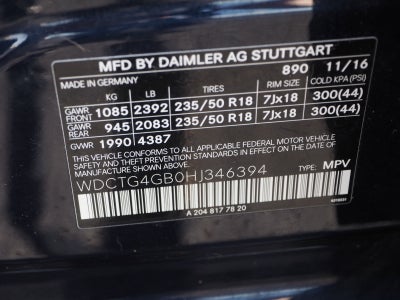 MFD BY DAIMLER AG STUTTGART
MADE IN GERMANY 890 11/16
KG LB TIRES RIM SIZE COLD KPA (PSI)
GAWR FRONT 1085 2392 235/50 R18 7Jx18 300(44)
GAWR REAR 945 2083 235/50 R18 7Jx18 300(44)
GVWR 1990 4387
THIS VEHICLE CONFORMS TO ALL APPLICABLE FEDERAL MOTOR VEHICLE
SAFETY AND THEFT PREVENTION STANDARDS IN EFFECT ON THE DATE OF
MANUFACTURE SHOWN ABOVE. TYPE: MPV
WDCTG4GB0HJ346394
A 204 817 78 20